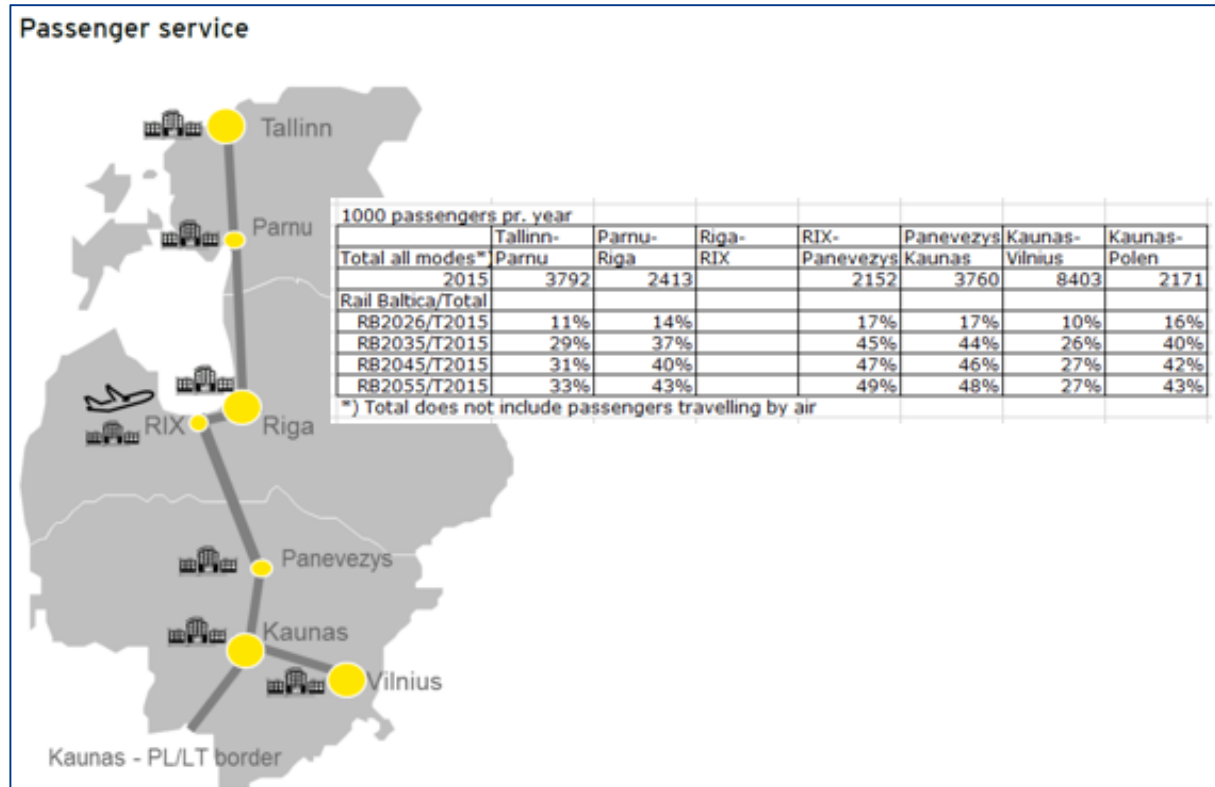 Passenger service
Tallinn
Parnu
RIX
Riga
Panevezys
Kaunas
Vilnius
Kaunas - PL/LT border
1000 passengers pr. year
Tallinn- Parnu- Riga- RIX- Panevezys Kaunas- Kaunas-
Total all modes*) Parnu Riga RIX Panevezys Kaunas Vilnius Polen
2015 3792 2413 2152 3760 8403 2171
Rail Baltica/Total
RB2026/T2015 11% 14% 17% 17% 10% 16%
RB2035/T2015 29% 37% 45% 44% 26% 40%
RB2045/T2015 31% 40% 47% 46% 27% 42%
RB2055/T2015 33% 43% 49% 48% 27% 43%
*) Total does not include passengers travelling by air